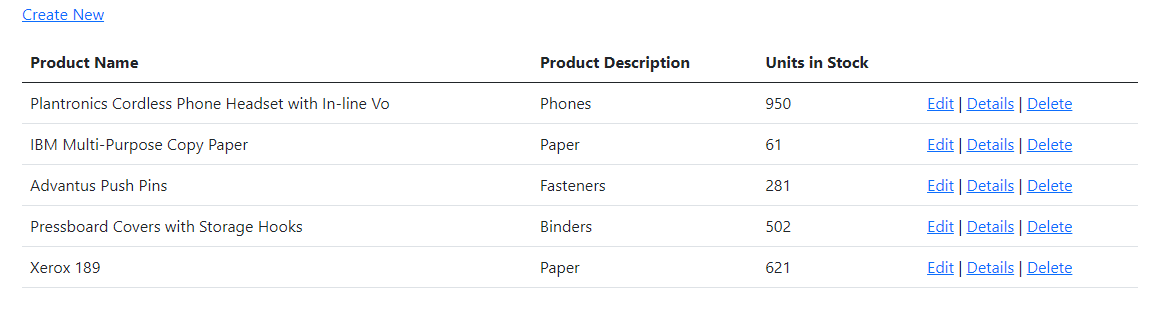 Create New
Product Name Product Description Units in Stock
Plantronics Cordless Phone Headset with In-line Vo Phones 950 Edit | Details | Delete
IBM Multi-Purpose Copy Paper Paper 61 Edit | Details | Delete
Advantus Push Pins Fasteners 281 Edit | Details | Delete
Pressboard Covers with Storage Hooks Binders 502 Edit | Details | Delete
Xerox 189 Paper 621 Edit | Details | Delete